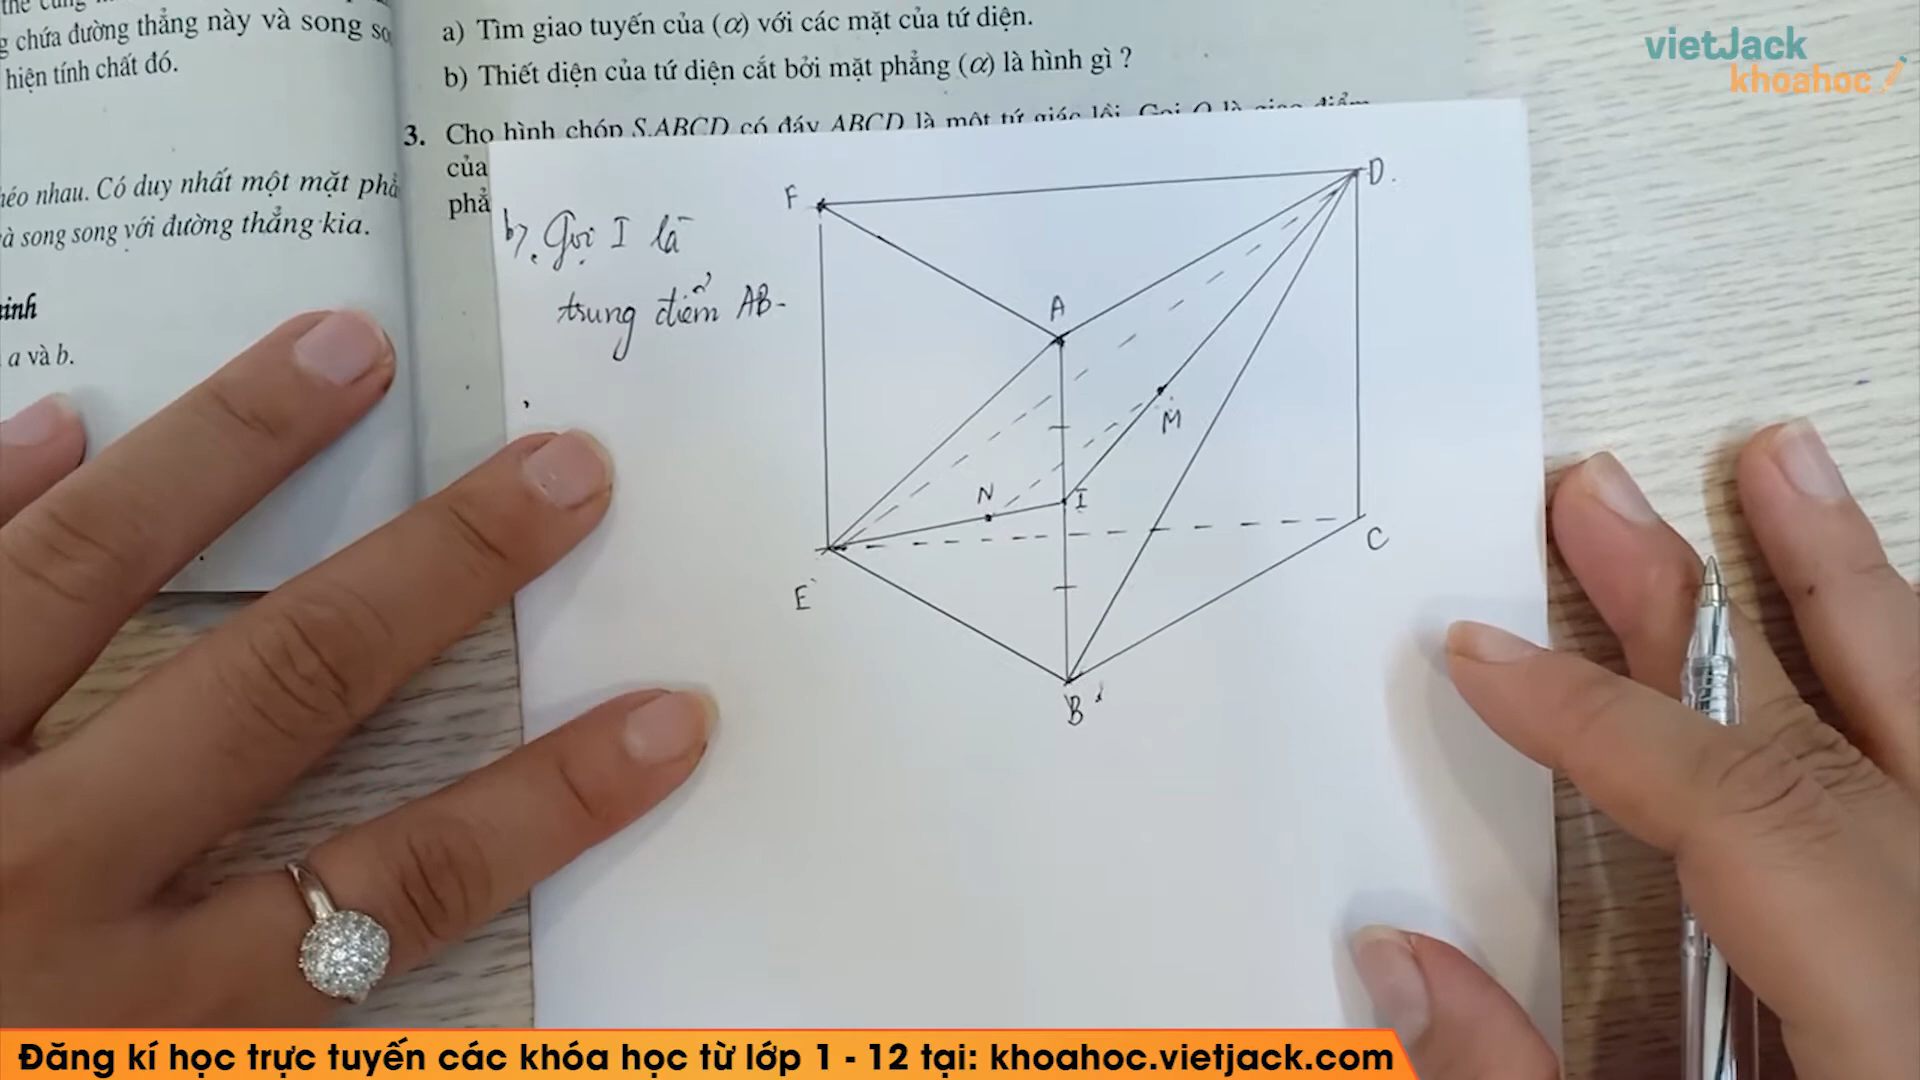 g chứa đường thẳng này và song so
hiện tính chất đó.
héo nhau. Có duy nhất một mặt phẳ
à song song với đường thẳng kia.
inh
a và b.
a) Tìm giao tuyến của (α) với các mặt của tứ diện.
b) Thiết diện của tứ diện cắt bởi mặt phẳng (α) là hình gì ?
3. Cho hình chóp S.ABCD có đáy ABCD là một tứ giác lồi. Gọi O là giao điểm
của
phẳ
b). Gọi I là
trung điểm AB-
F
D.
A
M
N
I
E
C
B
vietJack
khoahoc
Đăng kí học trực tuyến các khóa học từ lớp 1 - 12 tại: khoahoc.vietjack.com